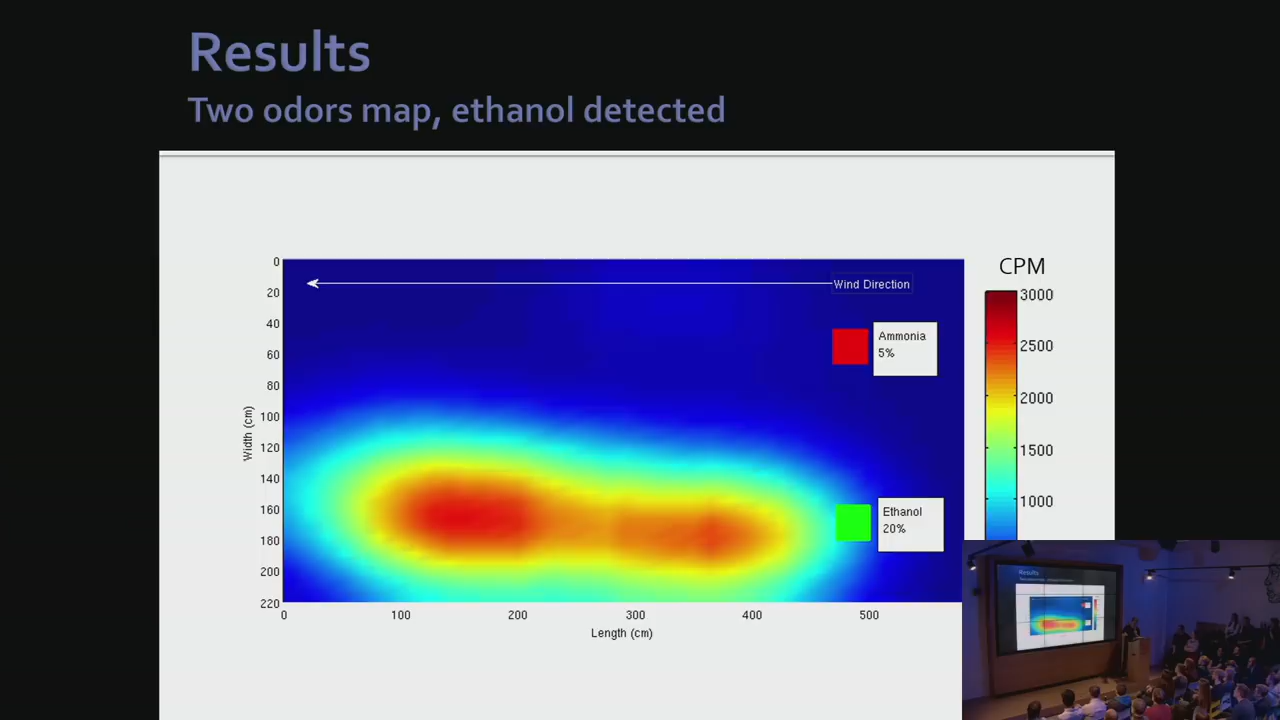 Results
Two odors map, ethanol detected
CPM
Wind Direction
Ammonia
5%
Ethanol
20%
0
20
40
60
80
100
120
140
160
180
200
220
Width (cm)
0
100
200
300
400
500
Length (cm)
3000
2500
2000
1500
1000
Results